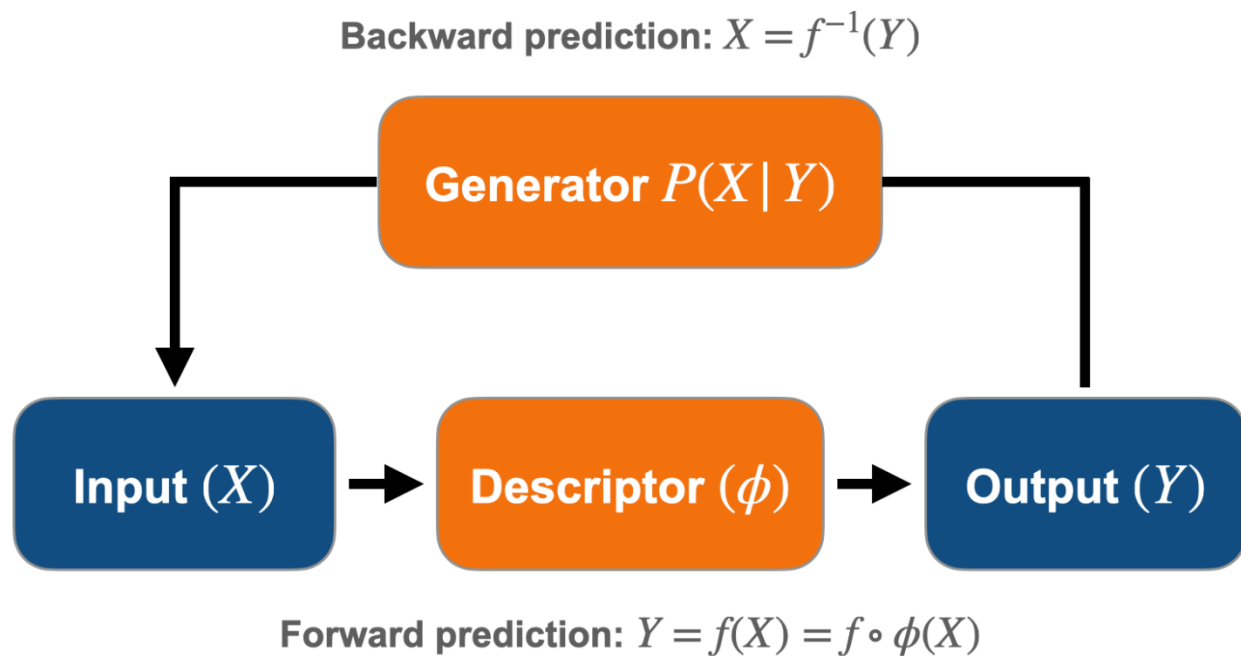 Backward prediction: X = f⁻¹(Y)
Generator P(X | Y)
Input (X)
Descriptor (ϕ)
Output (Y)
Forward prediction: Y = f(X) = f ∘ ϕ(X)